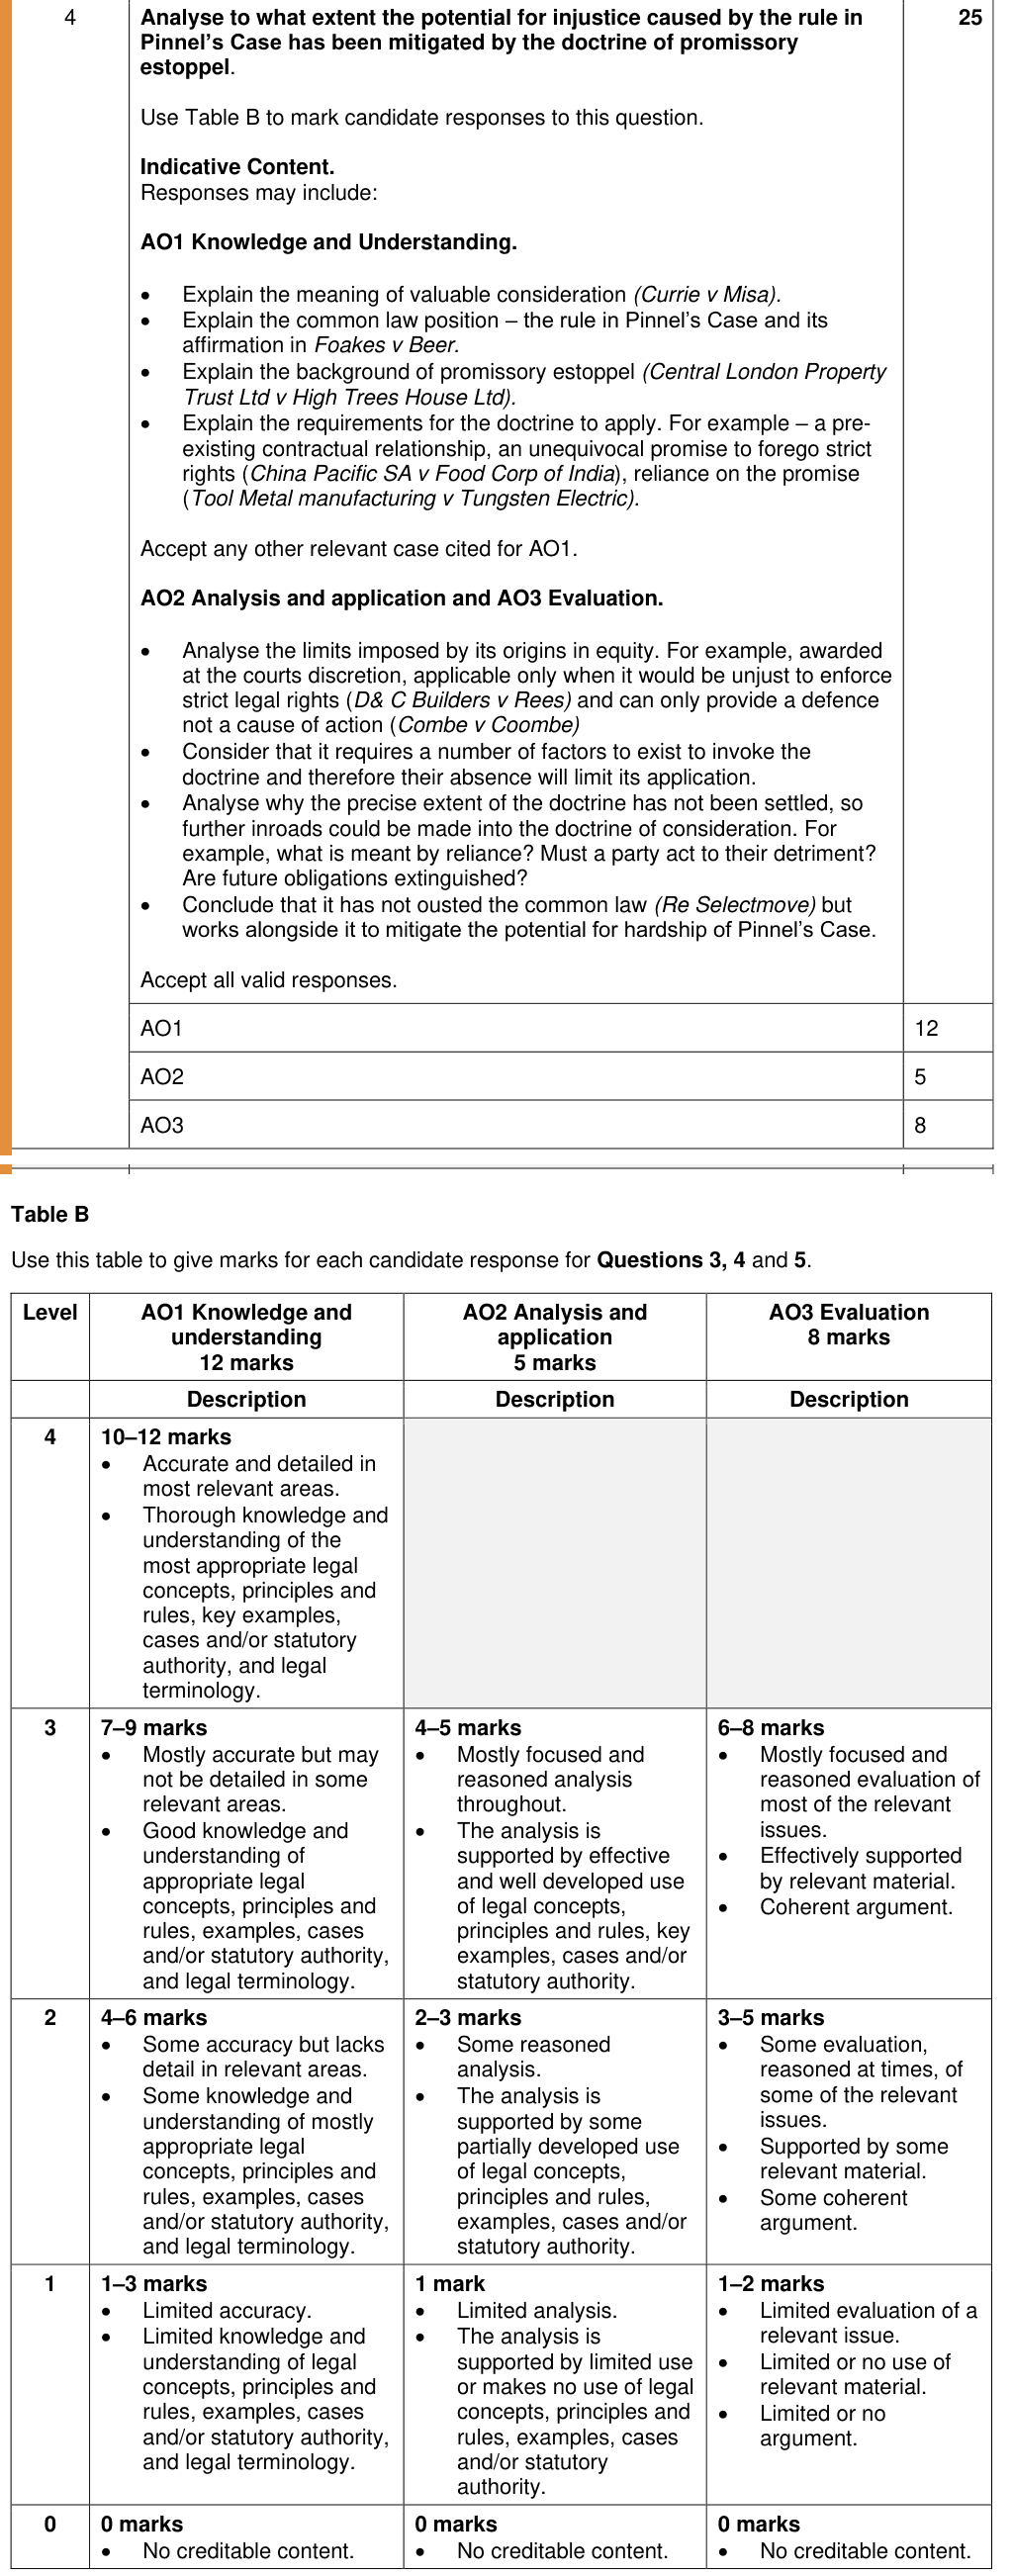 4
Analyse to what extent the potential for injustice caused by the rule in
Pinnel's Case has been mitigated by the doctrine of promissory
estoppel.
25
Use Table B to mark candidate responses to this question.
Indicative Content.
Responses may include:
AO1 Knowledge and Understanding.
• Explain the meaning of valuable consideration (Currie v Misa).
• Explain the common law position – the rule in Pinnel's Case and its
affirmation in Foakes v Beer.
• Explain the background of promissory estoppel (Central London Property
Trust Ltd v High Trees House Ltd).
• Explain the requirements for the doctrine to apply. For example – a pre-
existing contractual relationship, an unequivocal promise to forego strict
rights (China Pacific SA v Food Corp of India), reliance on the promise
(Tool Metal manufacturing v Tungsten Electric).
Accept any other relevant case cited for AO1.
AO2 Analysis and application and AO3 Evaluation.
• Analyse the limits imposed by its origins in equity. For example, awarded
at the courts discretion, applicable only when it would be unjust to enforce
strict legal rights (D& C Builders v Rees) and can only provide a defence
not a cause of action (Combe v Coombe)
• Consider that it requires a number of factors to exist to invoke the
doctrine and therefore their absence will limit its application.
• Analyse why the precise extent of the doctrine has not been settled, so
further inroads could be made into the doctrine of consideration. For
example, what is meant by reliance? Must a party act to their detriment?
Are future obligations extinguished?
• Conclude that it has not ousted the common law (Re Selectmove) but
works alongside it to mitigate the potential for hardship of Pinnel's Case.
Accept all valid responses.
AO1 12
AO2 5
AO3 8
Table B
Use this table to give marks for each candidate response for Questions 3, 4 and 5.
Level
AO1 Knowledge and
understanding
12 marks
AO2 Analysis and
application
5 marks
AO3 Evaluation
8 marks
Description
Description
Description
4
10–12 marks
• Accurate and detailed in
most relevant areas.
• Thorough knowledge and
understanding of the
most appropriate legal
concepts, principles and
rules, key examples,
cases and/or statutory
authority, and legal
terminology.
3
7–9 marks
• Mostly accurate but may
not be detailed in some
relevant areas.
• Good knowledge and
understanding of
appropriate legal
concepts, principles and
rules, examples, cases
and/or statutory authority,
and legal terminology.
4–5 marks
• Mostly focused and
reasoned analysis
throughout.
• The analysis is
supported by effective
and well developed use
of legal concepts,
principles and rules, key
examples, cases and/or
statutory authority.
6–8 marks
• Mostly focused and
reasoned evaluation of
most of the relevant
issues.
• Effectively supported
by relevant material.
• Coherent argument.
2
4–6 marks
• Some accuracy but lacks
detail in relevant areas.
• Some knowledge and
understanding of mostly
appropriate legal
concepts, principles and
rules, examples, cases
and/or statutory authority,
and legal terminology.
2–3 marks
• Some reasoned
analysis.
• The analysis is
supported by some
partially developed use
of legal concepts,
principles and rules,
examples, cases and/or
statutory authority.
3–5 marks
• Some evaluation,
reasoned at times, of
some of the relevant
issues.
• Supported by some
relevant material.
• Some coherent
argument.
1
1–3 marks
• Limited accuracy.
• Limited knowledge and
understanding of legal
concepts, principles and
rules, examples, cases
and/or statutory authority,
and legal terminology.
1 mark
• Limited analysis.
• The analysis is
supported by limited use
or makes no use of legal
concepts, principles and
rules, examples, cases
and/or statutory
authority.
1–2 marks
• Limited evaluation of a
relevant issue.
• Limited or no use of
relevant material.
• Limited or no
argument.
0
0 marks
• No creditable content.
0 marks
• No creditable content.
0 marks
• No creditable content.